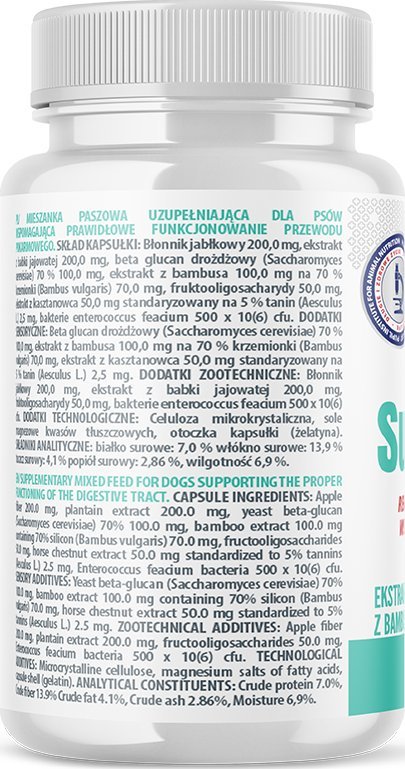 PL MIESZANKA PASZOWA UZUPEŁNIAJĄCA DLA PSÓW
WSPOMAGAJĄCA PRAWIDŁOWE FUNKCJONOWANIE PRZEWODU
POKARMOWEGO. SKŁAD KAPSUŁKI: Błonnik jabłkowy 200,0 mg, ekstrakt
z babki jajowatej 200,0 mg, beta glucan drożdżowy (Saccharomyces
cerevisiae) 70 % 100,0 mg, ekstrakt z bambusa 100,0 mg na 70 %
krzemionki (Bambus vulgaris) 70,0 mg, fruktooligosacharydy 50,0 mg,
ekstrakt z kasztanowca 50,0 mg standaryzowany na 5 % tanin (Aesculus
L.) 2,5 mg, bakterie enterococcus feacium 500 x 10(6) cfu. DODATKI
SENSORYCZNE: Beta glucan drożdżowy (Saccharomyces cerevisiae) 70 %
100,0 mg, ekstrakt z bambusa 100,0 mg na 70 % krzemionki (Bambus
vulgaris) 70,0 mg, ekstrakt z kasztanowca 50,0 mg standaryzowany na
5 % tanin (Aesculus L.) 2,5 mg. DODATKI ZOOTECHNICZNE: Błonnik
jabłkowy 200,0 mg, ekstrakt z babki jajowatej 200,0 mg,
fruktooligosacharydy 50,0 mg, bakterie enterococcus feacium 500 x 10(6)
cfu. DODATKI TECHNOLOGICZNE: Celuloza mikrokrystaliczna, sole
magnezowe kwasów tłuszczowych, otoczka kapsułki (żelatyna).
SKŁADNIKI ANALITYCZNE: białko surowe: 7,0 % włókno surowe: 13,9 %
tłuszcz surowy: 4,1 % popiół surowy: 2,86 %, wilgotność 6,9 %.
EN SUPPLEMENTARY MIXED FEED FOR DOGS SUPPORTING THE PROPER
FUNCTIONING OF THE DIGESTIVE TRACT. CAPSULE INGREDIENTS: Apple
fiber 200.0 mg, plantain extract 200.0 mg, yeast beta-glucan
(Saccharomyces cerevisiae) 70% 100.0 mg, bamboo extract 100.0 mg
containing 70% silicon (Bambus vulgaris) 70.0 mg, fructooligosaccharides
50.0 mg, horse chestnut extract 50.0 mg standardized to 5% tannins
(Aesculus L.) 2.5 mg, Enterococcus feacium bacteria 500 x 10(6) cfu.
SENSORY ADDITIVES: Yeast beta-glucan (Saccharomyces cerevisiae) 70%
100.0 mg, bamboo extract 100.0 mg containing 70% silicon (Bambus
vulgaris) 70.0 mg, horse chestnut extract 50.0 mg standardized to 5%
tannins (Aesculus L.) 2.5 mg. ZOOTECHNICAL ADDITIVES: Apple fiber
200.0 mg, plantain extract 200.0 mg, fructooligosaccharides 50.0 mg,
Enterococcus feacium bacteria 500 x 10(6) cfu. TECHNOLOGICAL
ADDITIVES: Microcrystalline cellulose, magnesium salts of fatty acids,
capsule shell (gelatin). ANALYTICAL CONSTITUENTS: Crude protein 7.0%,
Crude fiber 13.9% Crude fat 4.1%, Crude ash 2.86%, Moisture 6,9%.
INSTITUTE FOR ANIMAL NUTRITION
Su
EKSTRA
Z BAMB